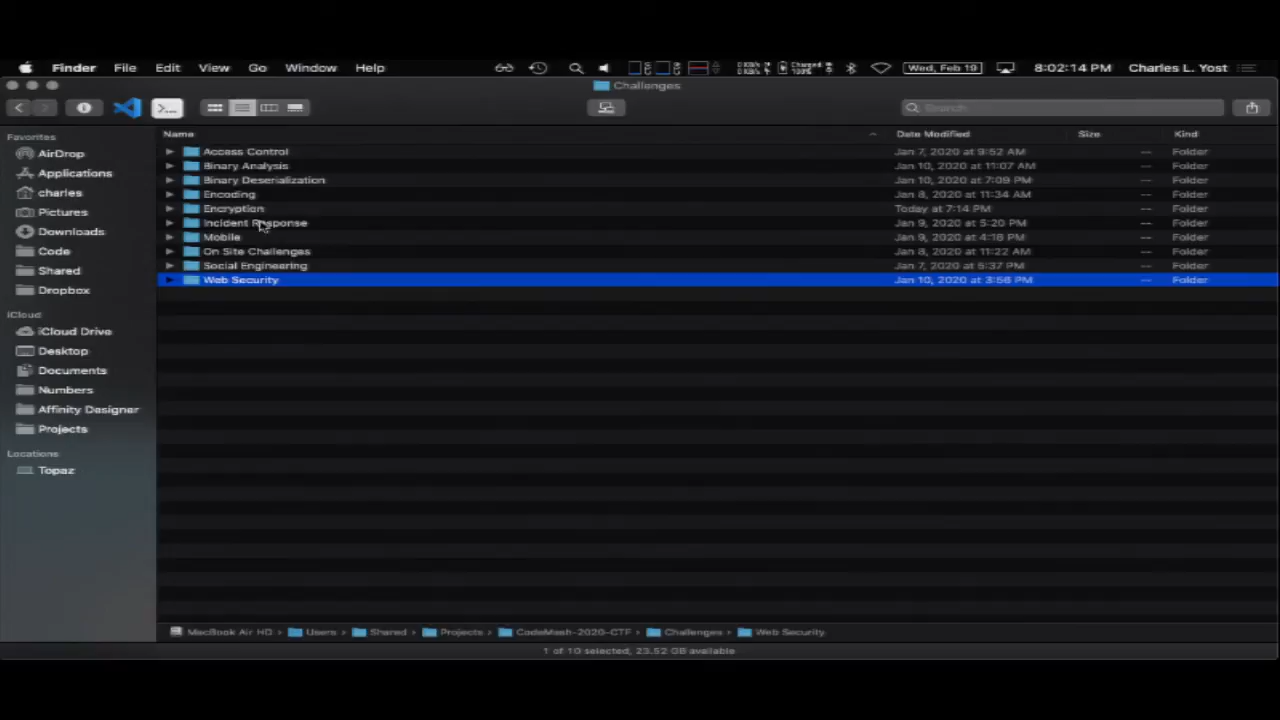 Finder File Edit View Go Window Help Charged 100% Wed, Feb 19 8:02:14 PM Charles L. Yost
Challenges
Search
Favorites
AirDrop
Applications
charles
Pictures
Downloads
Code
Shared
Dropbox
iCloud
iCloud Drive
Desktop
Documents
Numbers
Affinity Designer
Projects
Locations
Topaz
Name Date Modified Size Kind
Access Control Jan 7, 2020 at 9:52 AM -- Folder
Binary Analysis Jan 10, 2020 at 11:07 AM -- Folder
Binary Deserialization Jan 10, 2020 at 7:09 PM -- Folder
Encoding Jan 8, 2020 at 11:34 AM -- Folder
Encryption Today at 7:14 PM -- Folder
Incident Response Jan 9, 2020 at 5:20 PM -- Folder
Mobile Jan 9, 2020 at 4:18 PM -- Folder
On Site Challenges Jan 8, 2020 at 11:22 AM -- Folder
Social Engineering Jan 7, 2020 at 5:37 PM -- Folder
Web Security Jan 10, 2020 at 3:56 PM -- Folder
MacBook Air HD › Users › Shared › Projects › CodeMash-2020-CTF › Challenges › Web Security
1 of 10 selected, 23.52 GB available